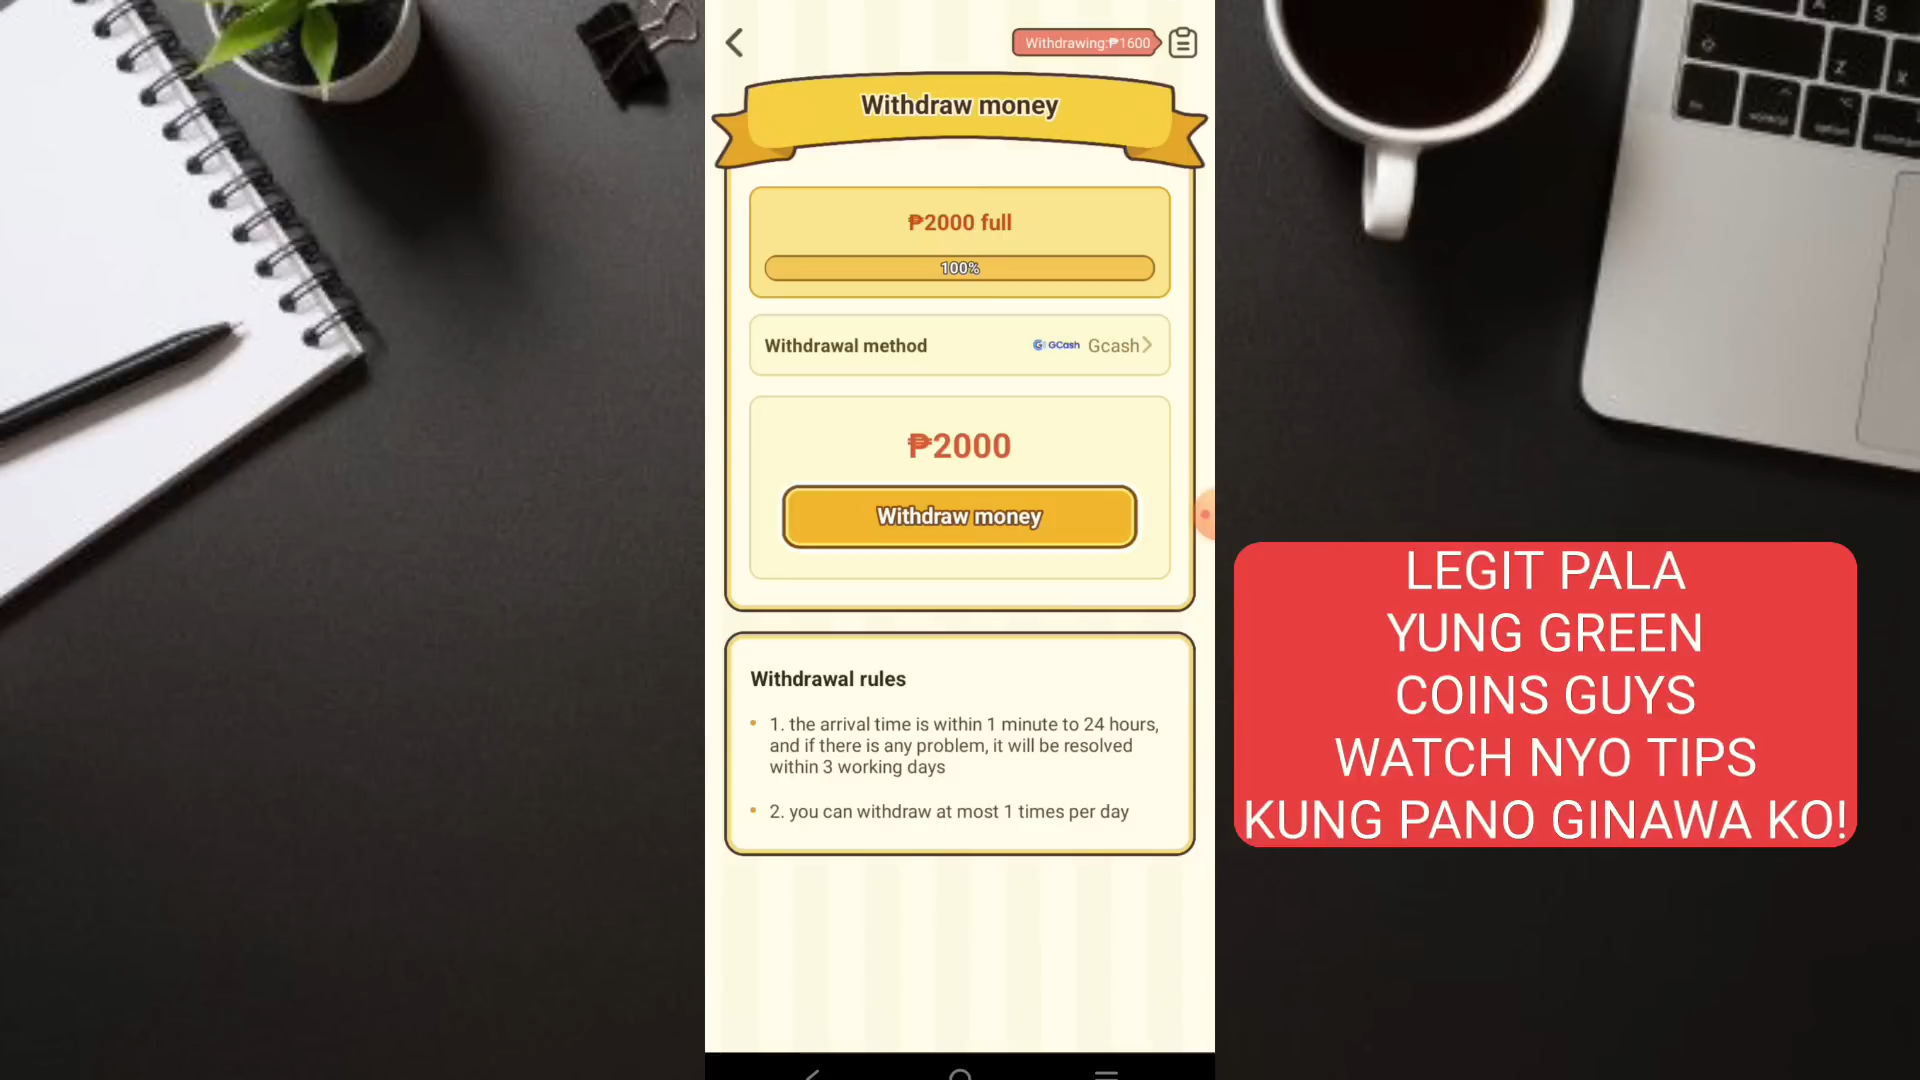 Withdrawing:₱1600
Withdraw money
₱2000 full
100%
Withdrawal method
GCash Gcash
₱2000
Withdraw money
Withdrawal rules
1. the arrival time is within 1 minute to 24 hours,
and if there is any problem, it will be resolved
within 3 working days
2. you can withdraw at most 1 times per day
LEGIT PALA
YUNG GREEN
COINS GUYS
WATCH NYO TIPS
KUNG PANO GINAWA KO!
A
S
Z
X
control
option